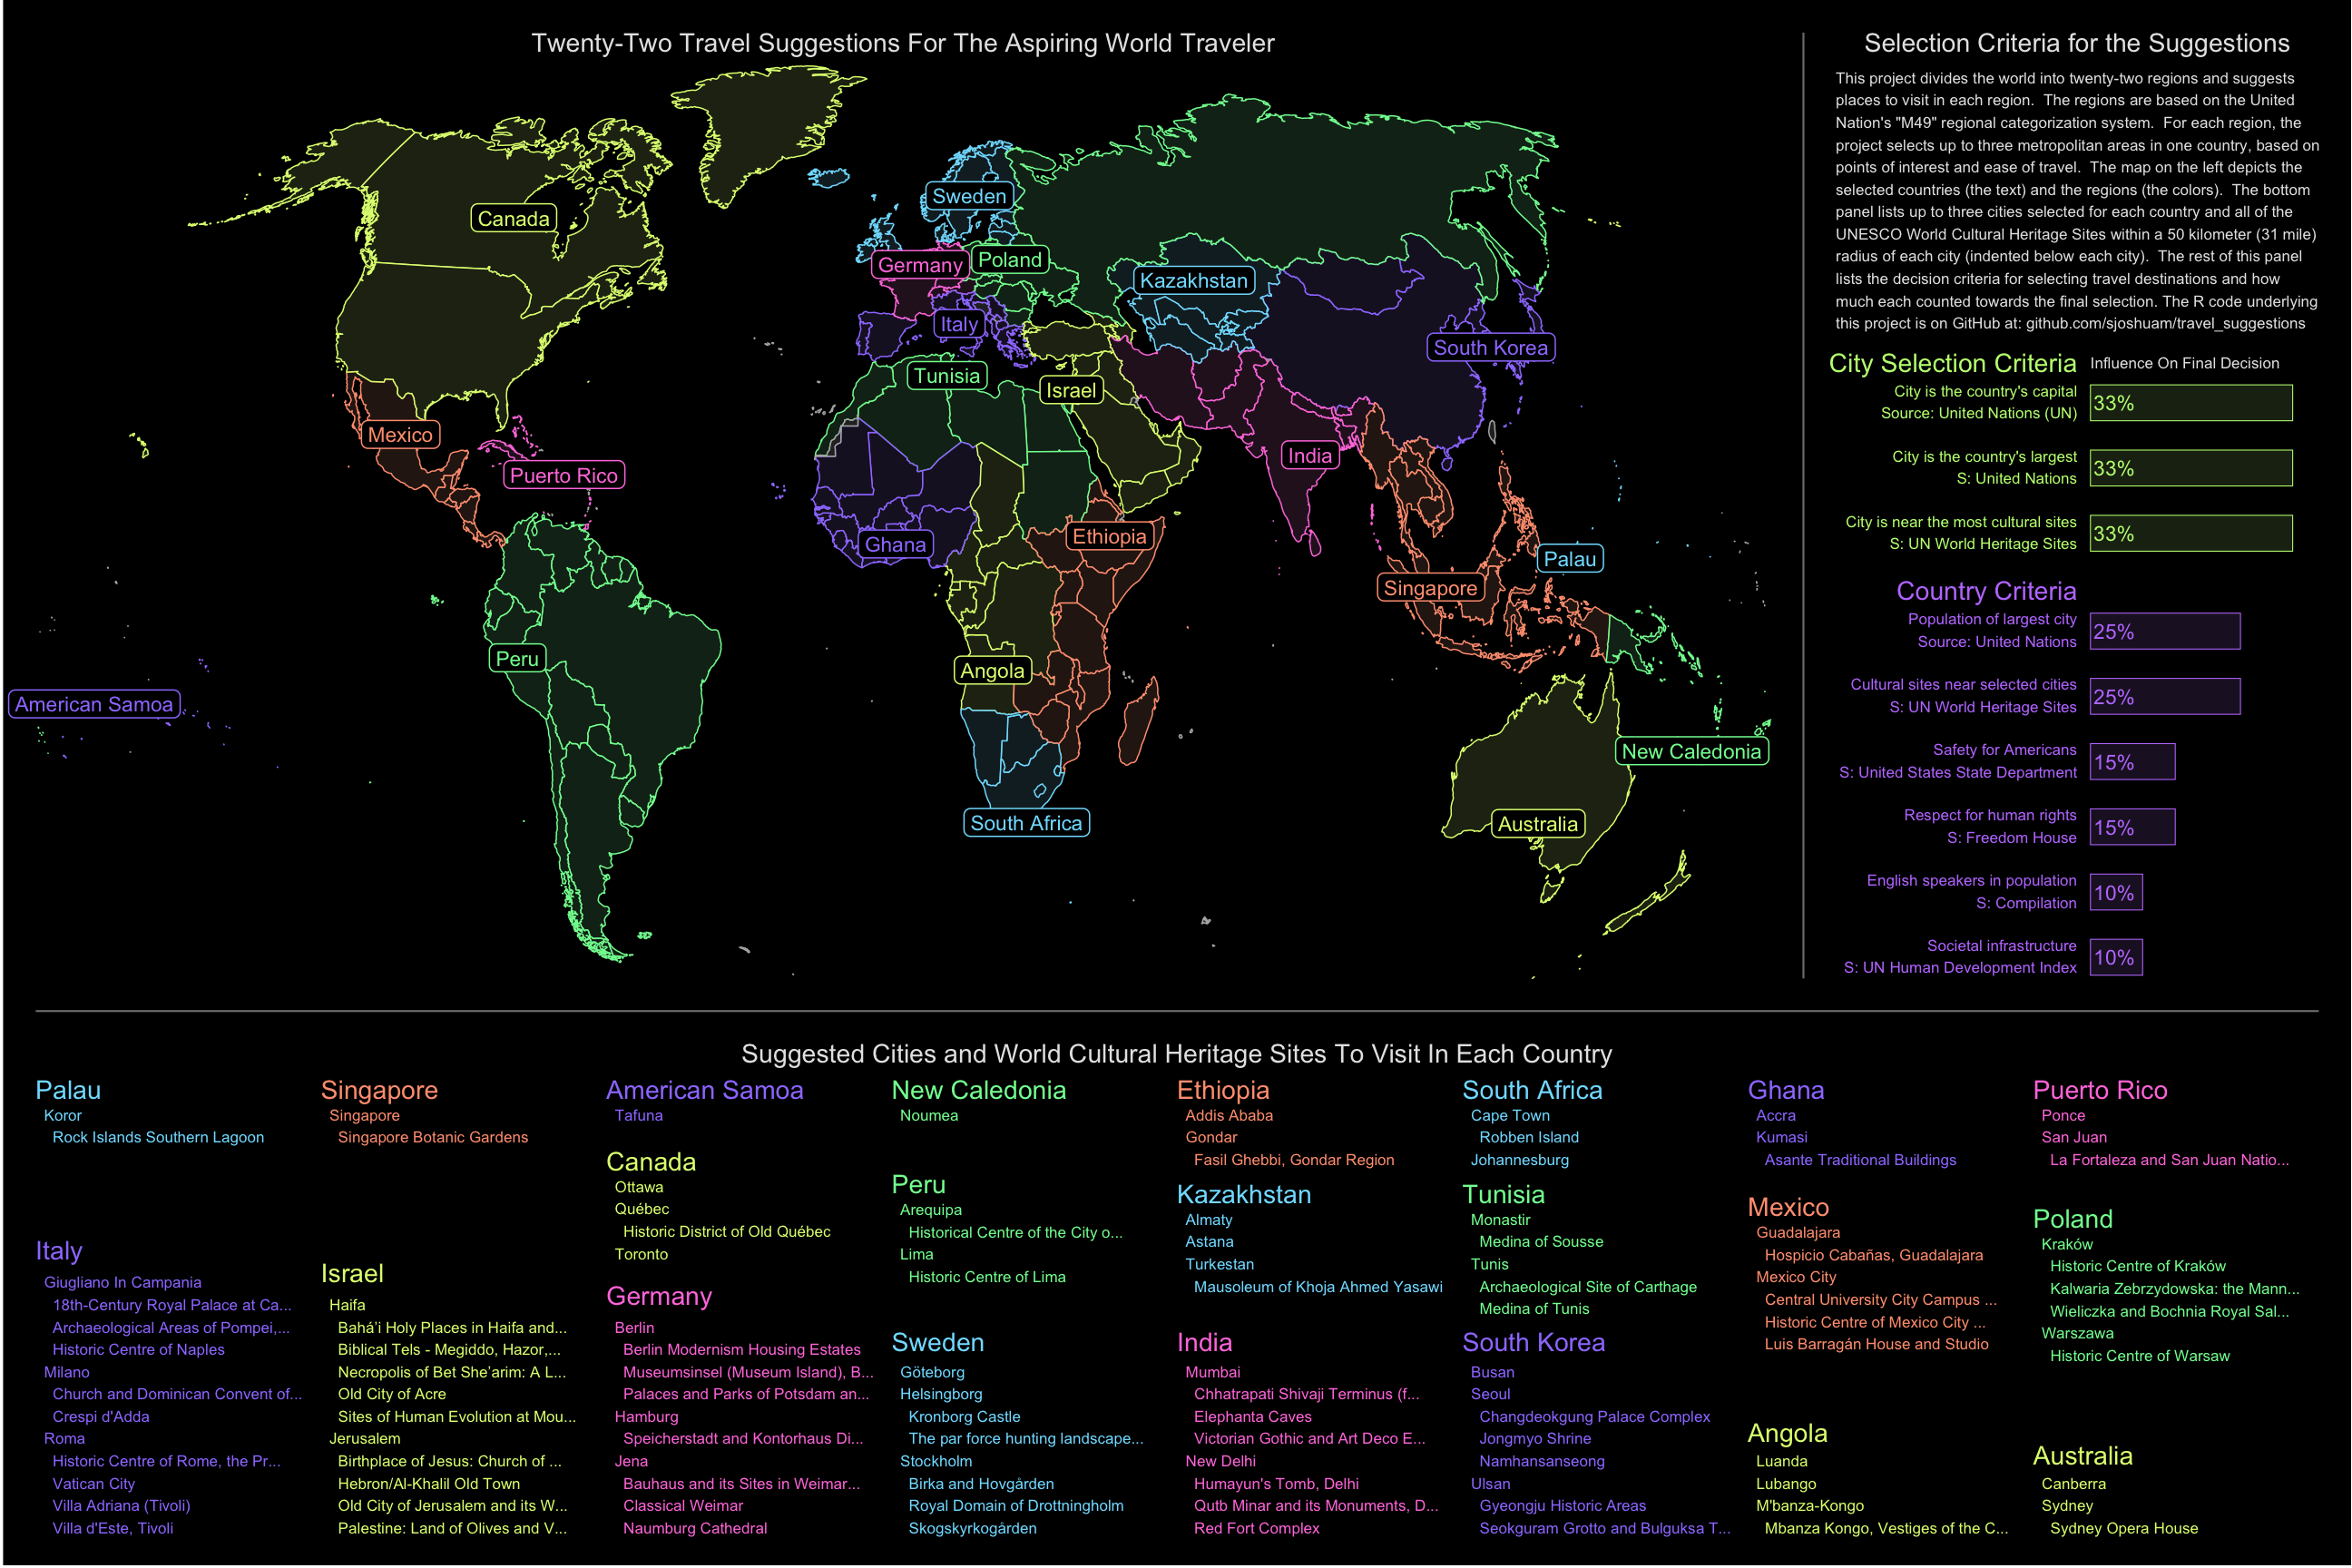 Twenty-Two Travel Suggestions For The Aspiring World Traveler
Canada
Sweden
Germany
Poland
Kazakhstan
Italy
South Korea
Tunisia
Israel
Mexico
Puerto Rico
India
Ghana
Ethiopia
Palau
Singapore
Peru
Angola
American Samoa
New Caledonia
South Africa
Australia
Selection Criteria for the Suggestions
This project divides the world into twenty-two regions and suggests
places to visit in each region.  The regions are based on the United
Nation's "M49" regional categorization system.  For each region, the
project selects up to three metropolitan areas in one country, based on
points of interest and ease of travel.  The map on the left depicts the
selected countries (the text) and the regions (the colors).  The bottom
panel lists up to three cities selected for each country and all of the
UNESCO World Cultural Heritage Sites within a 50 kilometer (31 mile)
radius of each city (indented below each city).  The rest of this panel
lists the decision criteria for selecting travel destinations and how
much each counted towards the final selection. The R code underlying
this project is on GitHub at: github.com/sjoshuam/travel_suggestions
City Selection Criteria
Influence On Final Decision
City is the country's capital
Source: United Nations (UN)
33%
City is the country's largest
S: United Nations
33%
City is near the most cultural sites
S: UN World Heritage Sites
33%
Country Criteria
Population of largest city
Source: United Nations
25%
Cultural sites near selected cities
S: UN World Heritage Sites
25%
Safety for Americans
S: United States State Department
15%
Respect for human rights
S: Freedom House
15%
English speakers in population
S: Compilation
10%
Societal infrastructure
S: UN Human Development Index
10%
Suggested Cities and World Cultural Heritage Sites To Visit In Each Country
Palau
Koror
Rock Islands Southern Lagoon
Italy
Giugliano In Campania
18th-Century Royal Palace at Ca...
Archaeological Areas of Pompei,...
Historic Centre of Naples
Milano
Church and Dominican Convent of...
Crespi d'Adda
Roma
Historic Centre of Rome, the Pr...
Vatican City
Villa Adriana (Tivoli)
Villa d'Este, Tivoli
Singapore
Singapore
Singapore Botanic Gardens
Israel
Haifa
Bahá’i Holy Places in Haifa and...
Biblical Tels - Megiddo, Hazor,...
Necropolis of Bet She’arim: A L...
Old City of Acre
Sites of Human Evolution at Mou...
Jerusalem
Birthplace of Jesus: Church of ...
Hebron/Al-Khalil Old Town
Old City of Jerusalem and its W...
Palestine: Land of Olives and V...
American Samoa
Tafuna
Canada
Ottawa
Québec
Historic District of Old Québec
Toronto
Germany
Berlin
Berlin Modernism Housing Estates
Museumsinsel (Museum Island), B...
Palaces and Parks of Potsdam an...
Hamburg
Speicherstadt and Kontorhaus Di...
Jena
Bauhaus and its Sites in Weimar...
Classical Weimar
Naumburg Cathedral
New Caledonia
Noumea
Peru
Arequipa
Historical Centre of the City o...
Lima
Historic Centre of Lima
Sweden
Göteborg
Helsingborg
Kronborg Castle
The par force hunting landscape...
Stockholm
Birka and Hovgården
Royal Domain of Drottningholm
Skogskyrkogården
Ethiopia
Addis Ababa
Gondar
Fasil Ghebbi, Gondar Region
Kazakhstan
Almaty
Astana
Turkestan
Mausoleum of Khoja Ahmed Yasawi
India
Mumbai
Chhatrapati Shivaji Terminus (f...
Elephanta Caves
Victorian Gothic and Art Deco E...
New Delhi
Humayun's Tomb, Delhi
Qutb Minar and its Monuments, D...
Red Fort Complex
South Africa
Cape Town
Robben Island
Johannesburg
Tunisia
Monastir
Medina of Sousse
Tunis
Archaeological Site of Carthage
Medina of Tunis
South Korea
Busan
Seoul
Changdeokgung Palace Complex
Jongmyo Shrine
Namhansanseong
Ulsan
Gyeongju Historic Areas
Seokguram Grotto and Bulguksa T...
Ghana
Accra
Kumasi
Asante Traditional Buildings
Mexico
Guadalajara
Hospicio Cabañas, Guadalajara
Mexico City
Central University City Campus ...
Historic Centre of Mexico City ...
Luis Barragán House and Studio
Angola
Luanda
Lubango
M'banza-Kongo
Mbanza Kongo, Vestiges of the C...
Puerto Rico
Ponce
San Juan
La Fortaleza and San Juan Natio...
Poland
Kraków
Historic Centre of Kraków
Kalwaria Zebrzydowska: the Mann...
Wieliczka and Bochnia Royal Sal...
Warszawa
Historic Centre of Warsaw
Australia
Canberra
Sydney
Sydney Opera House